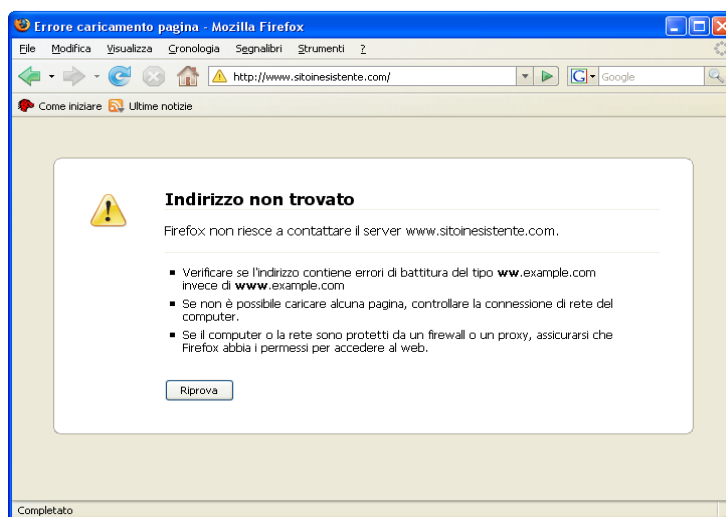 Errore caricamento pagina - Mozilla Firefox
File Modifica Visualizza Cronologia Segnalibri Strumenti ?
http://www.sitoinesistente.com/ G Google
Come iniziare Ultime notizie
Indirizzo non trovato
Firefox non riesce a contattare il server www.sitoinesistente.com.
Verificare se l'indirizzo contiene errori di battitura del tipo ww.example.com
invece di www.example.com
Se non è possibile caricare alcuna pagina, controllare la connessione di rete del
computer.
Se il computer o la rete sono protetti da un firewall o un proxy, assicurarsi che
Firefox abbia i permessi per accedere al web.
Riprova
Completato